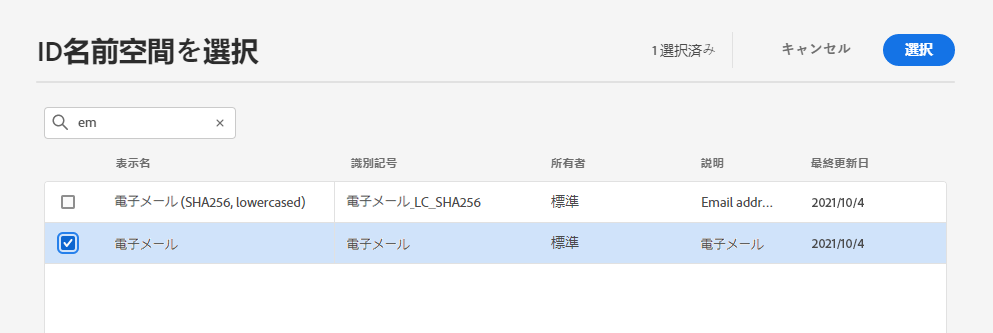 ID名前空間を選択
1 選択済み
キャンセル
選択
em
表示名 識別記号 所有者 説明 最終更新日
電子メール (SHA256, lowercased) 電子メール_LC_SHA256 標準 Email addr... 2021/10/4
電子メール 電子メール 標準 電子メール 2021/10/4